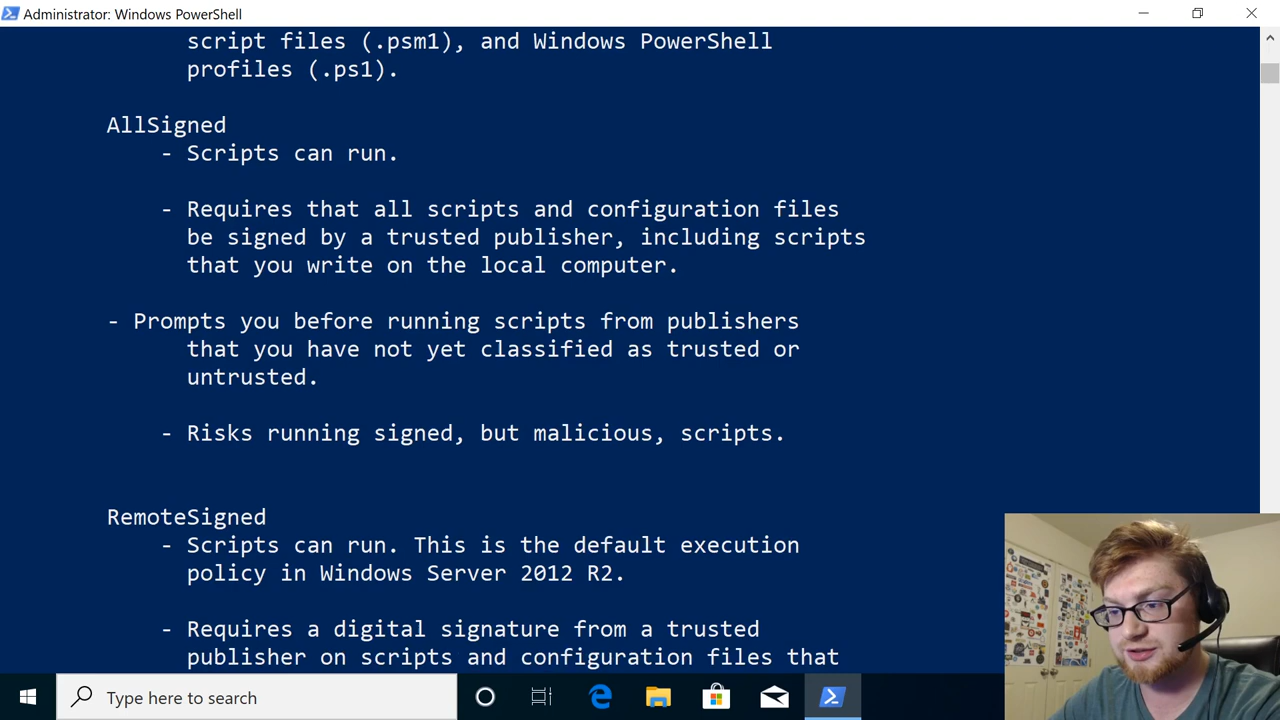 Administrator: Windows PowerShell
script files (.psm1), and Windows PowerShell
profiles (.ps1).
AllSigned
- Scripts can run.
- Requires that all scripts and configuration files
be signed by a trusted publisher, including scripts
that you write on the local computer.
- Prompts you before running scripts from publishers
that you have not yet classified as trusted or
untrusted.
- Risks running signed, but malicious, scripts.
RemoteSigned
- Scripts can run. This is the default execution
policy in Windows Server 2012 R2.
- Requires a digital signature from a trusted
publisher on scripts and configuration files that
Type here to search